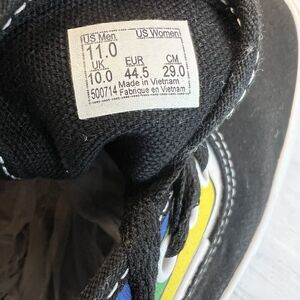 US Men US Women
11.0
UK EUR CM
10.0 44.5 29.0
500714 Made in Vietnam
Fabrique en Vietnam